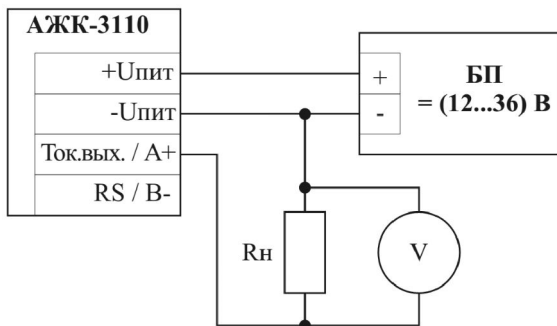 АЖК-3110
+Uпит
-Uпит
Ток.вых. / A+
RS / B-
+
-
БП
= (12...36) В
Rн
V